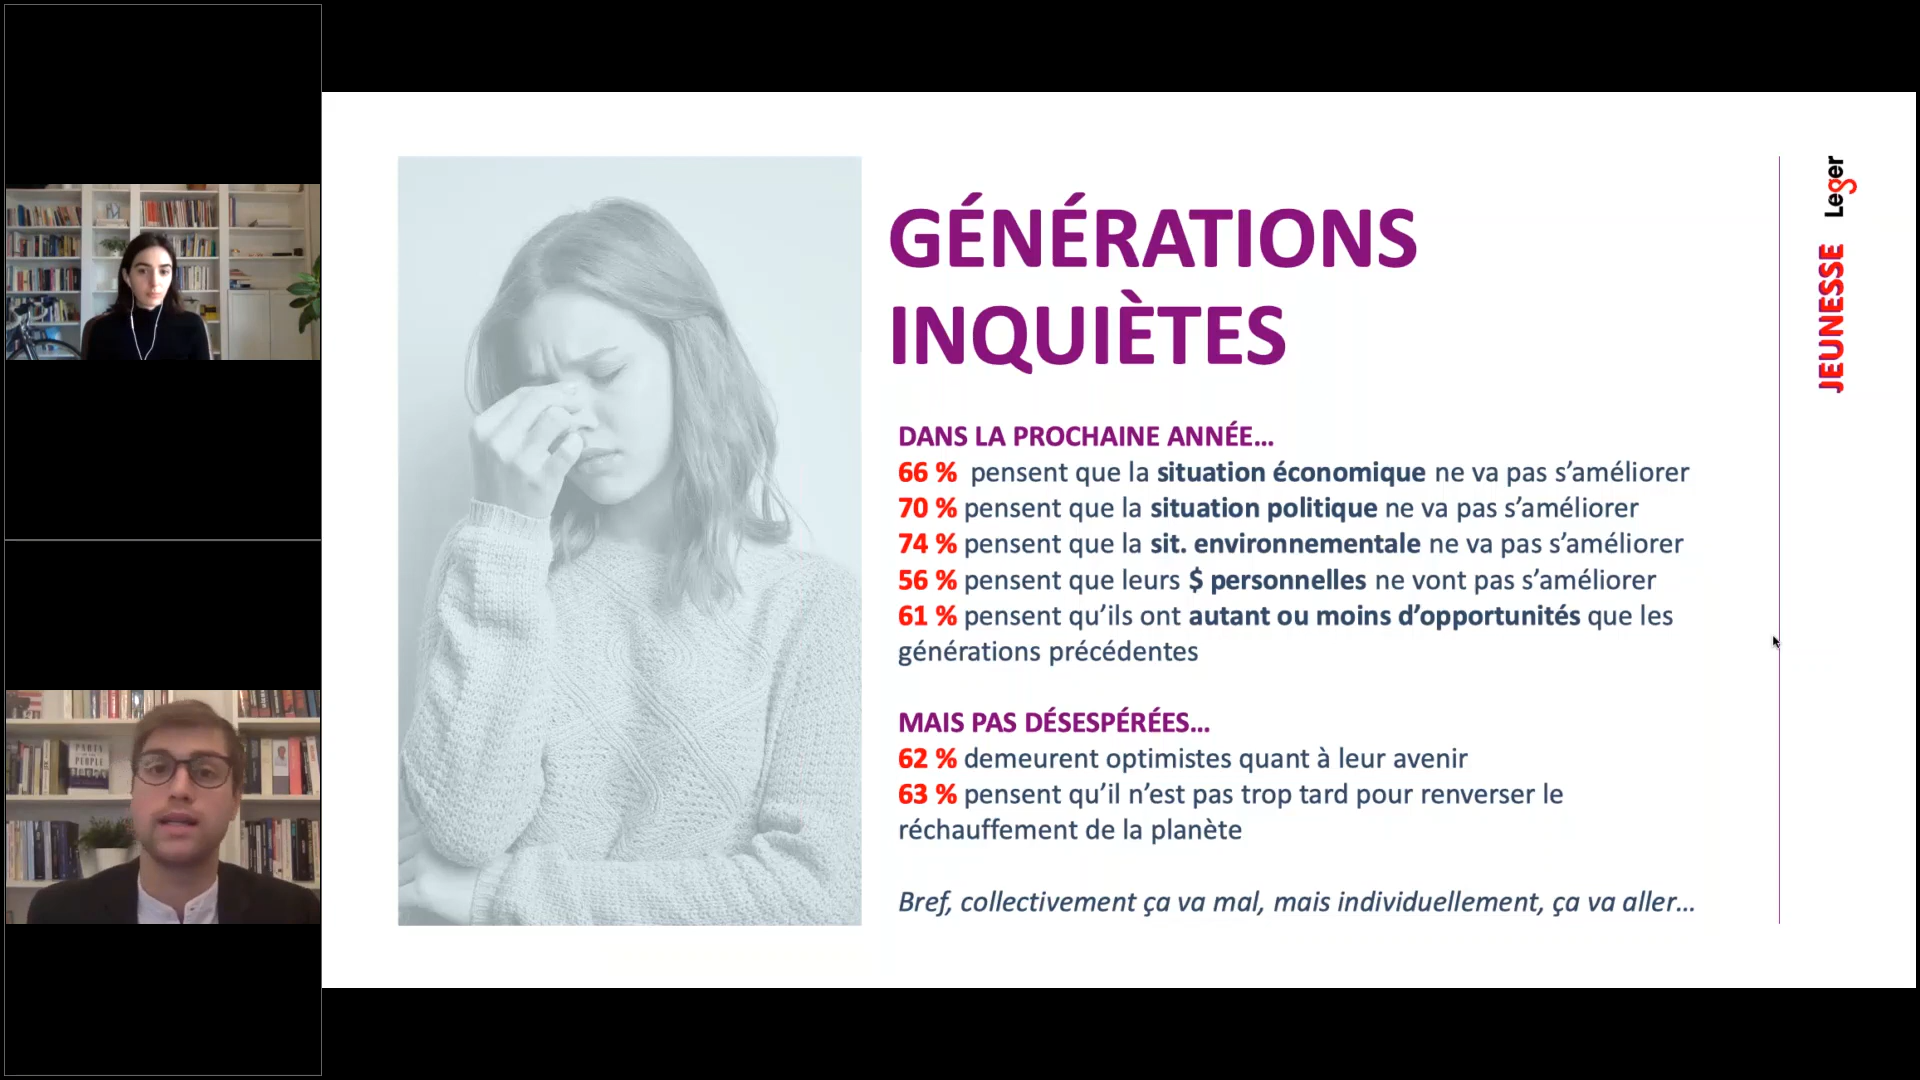 GÉNÉRATIONS
INQUIÈTES
DANS LA PROCHAINE ANNÉE...
66 % pensent que la situation économique ne va pas s’améliorer
70 % pensent que la situation politique ne va pas s’améliorer
74 % pensent que la sit. environnementale ne va pas s’améliorer
56 % pensent que leurs $ personnelles ne vont pas s’améliorer
61 % pensent qu’ils ont autant ou moins d’opportunités que les
générations précédentes
MAIS PAS DÉSESPÉRÉES...
62 % demeurent optimistes quant à leur avenir
63 % pensent qu’il n’est pas trop tard pour renverser le
réchauffement de la planète
Bref, collectivement ça va mal, mais individuellement, ça va aller...
JEUNESSE Leger
PARTY
PEOPLE